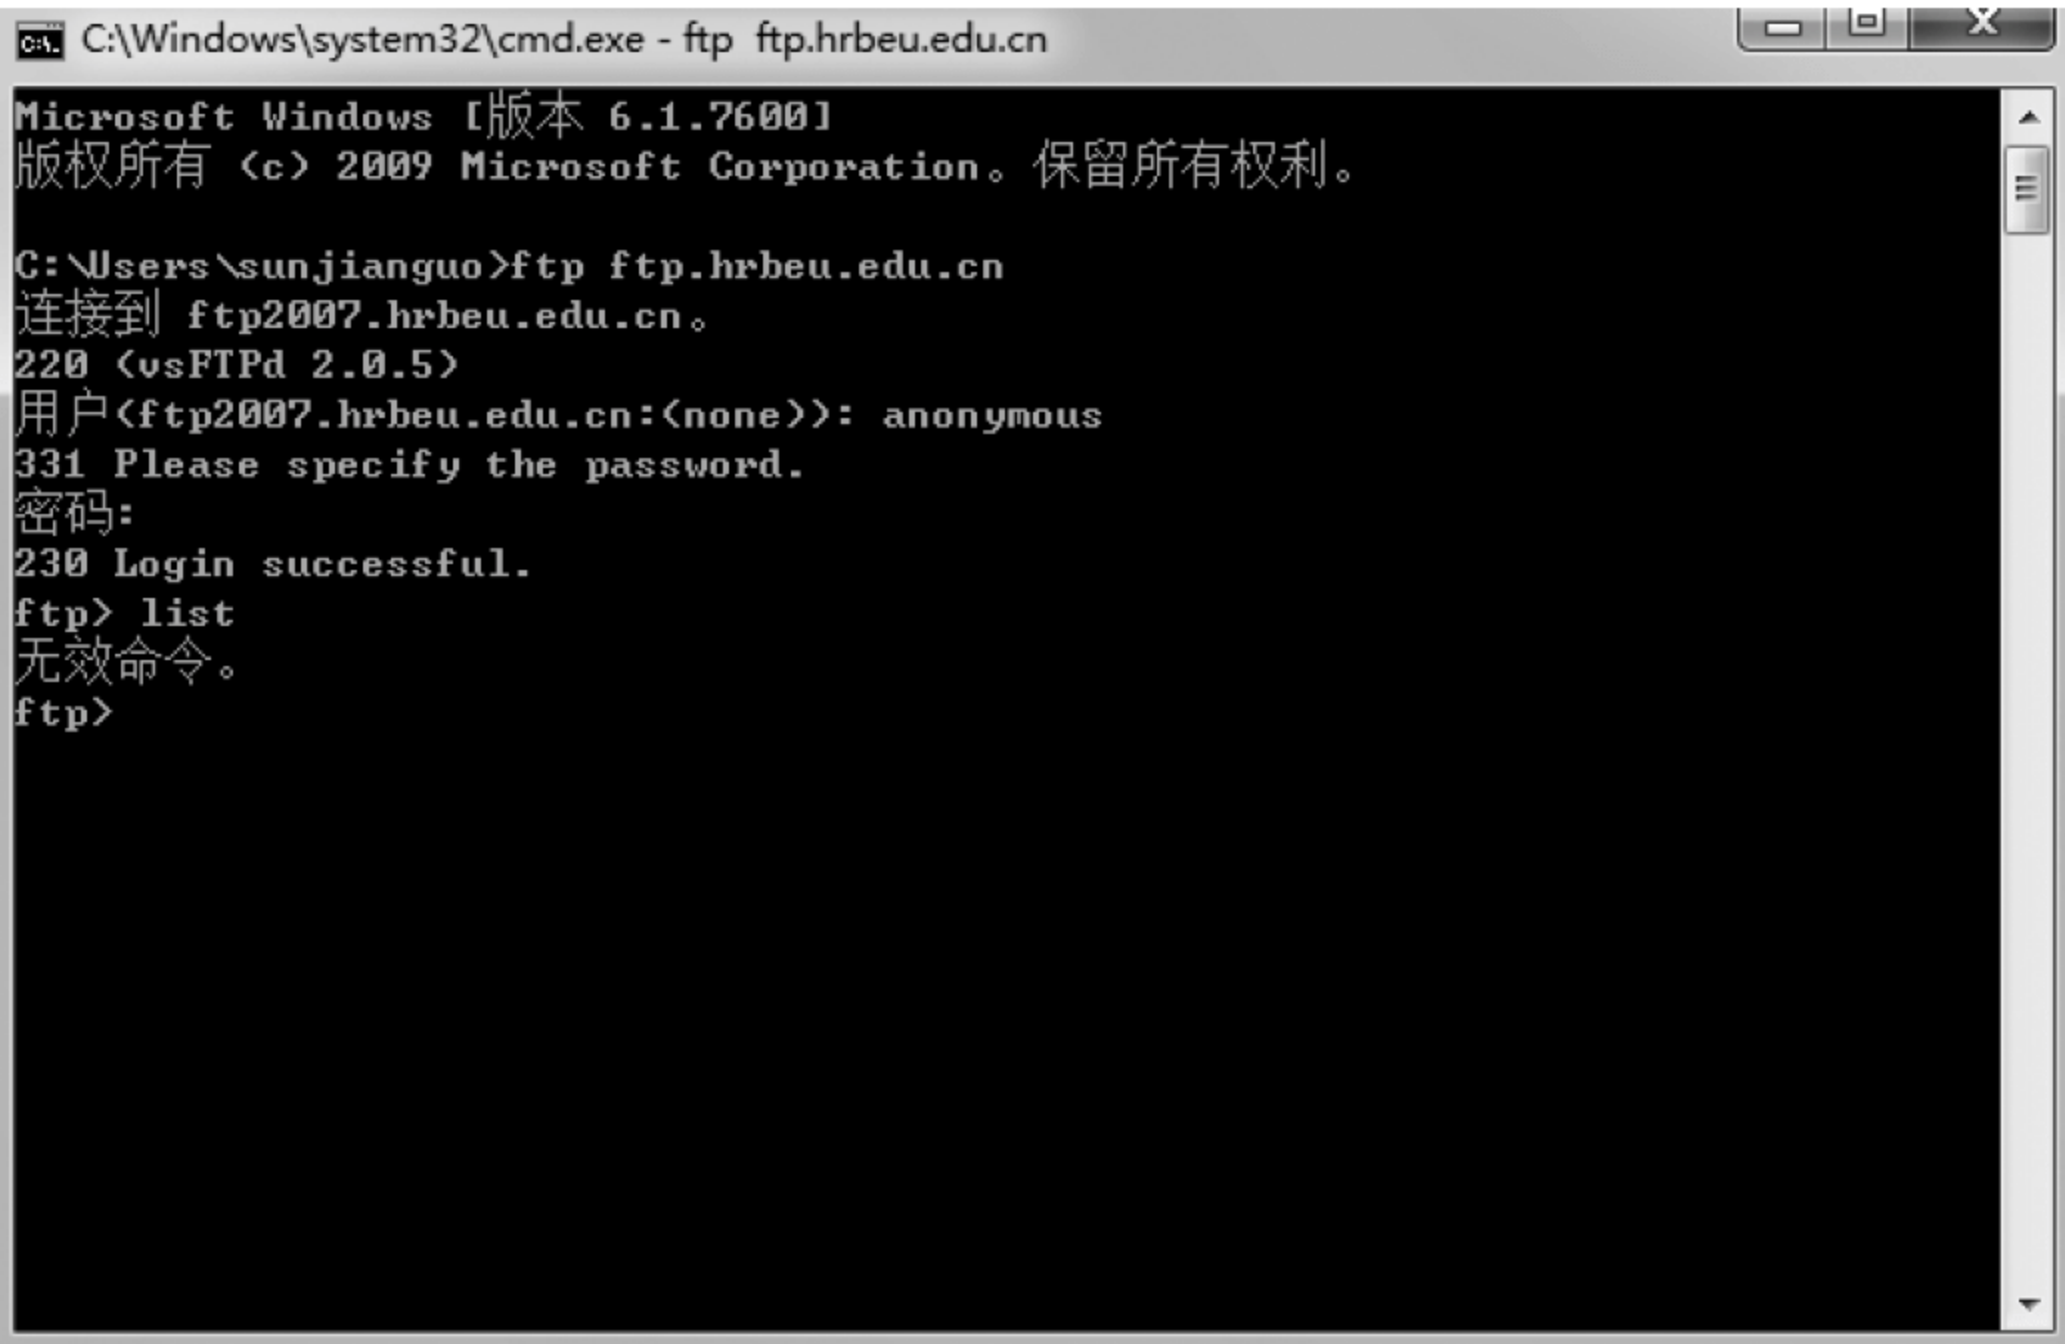 C:\Windows\system32\cmd.exe - ftp  ftp.hrbeu.edu.cn
Microsoft Windows [版本 6.1.7600]
版权所有 (c) 2009 Microsoft Corporation。保留所有权利。
C:\Users\sunjianguo>ftp ftp.hrbeu.edu.cn
连接到 ftp2007.hrbeu.edu.cn。
220 (vsFTPd 2.0.5)
用户(ftp2007.hrbeu.edu.cn:(none)): anonymous
331 Please specify the password.
密码:
230 Login successful.
ftp> list
无效命令。
ftp>